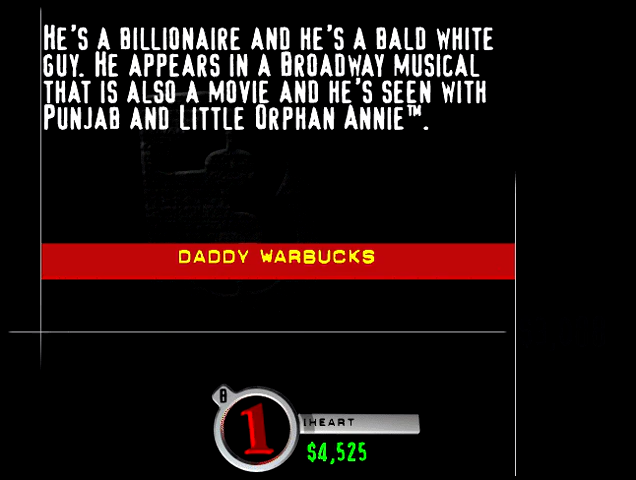 He's a billionaire and he's a bald white
guy. He appears in a Broadway musical
that is also a movie and he's seen with
Punjab and Little Orphan Annie™.
DADDY WARBUCKS
8
1
IHEART
$4,525